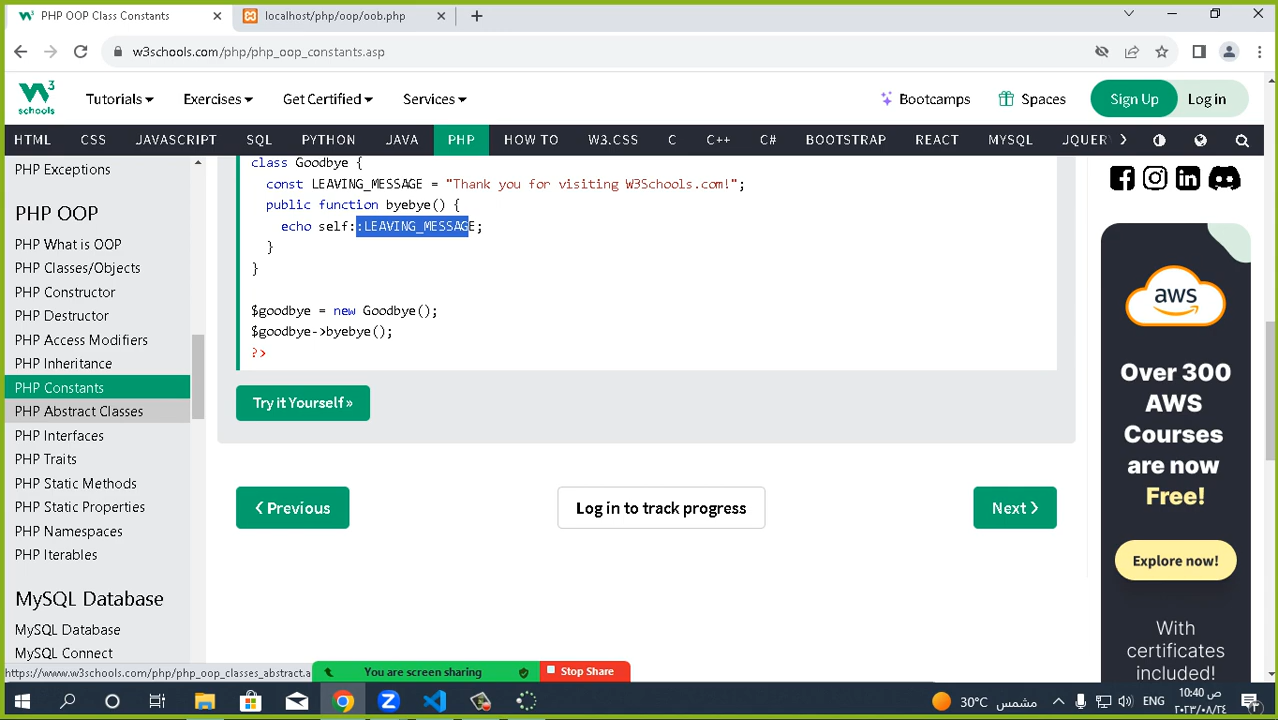 PHP OOP Class Constants
localhost/php/oop/oob.php
w3schools.com/php/php_oop_constants.asp
W3
schools
Tutorials
Exercises
Get Certified
Services
Bootcamps
Spaces
Sign Up
Log in
HTML
CSS
JAVASCRIPT
SQL
PYTHON
JAVA
PHP
HOW TO
W3.CSS
C
C++
C#
BOOTSTRAP
REACT
MYSQL
JQUER
PHP Exceptions
PHP OOP
PHP What is OOP
PHP Classes/Objects
PHP Constructor
PHP Destructor
PHP Access Modifiers
PHP Inheritance
PHP Constants
PHP Abstract Classes
PHP Interfaces
PHP Traits
PHP Static Methods
PHP Static Properties
PHP Namespaces
PHP Iterables
MySQL Database
MySQL Database
MySQL Connect
class Goodbye {
const LEAVING_MESSAGE = "Thank you for visiting W3Schools.com!";
public function byebye() {
echo self::LEAVING_MESSAGE;
}
}
$goodbye = new Goodbye();
$goodbye->byebye();
?>
Try it Yourself »
❮ Previous
Log in to track progress
Next ❯
aws
Over 300
AWS
Courses
are now
Free!
Explore now!
With
certificates
included!
https://www.w3schools.com/php/php_oop_classes_abstract.a
You are screen sharing
Stop Share
30°C مشمس
ENG
10:40 ص
٢٠٢٣/٠٨/٢٤